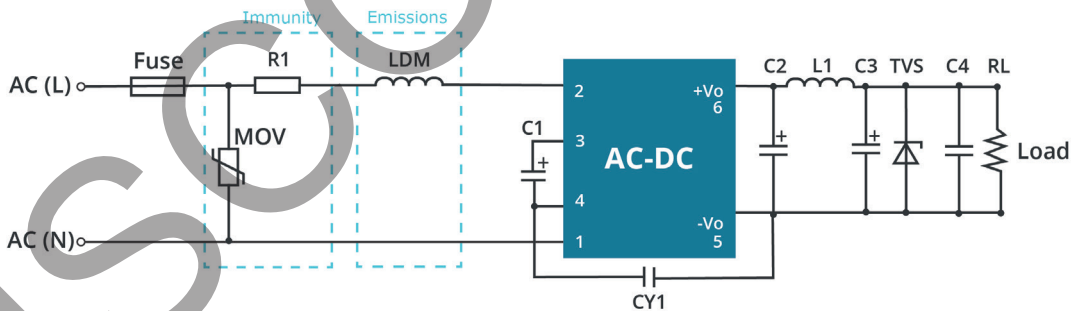 Immunity
Emissions
Fuse
R1
LDM
AC (L)
MOV
AC (N)
C1
2
3
4
1
AC-DC
+Vo
6
-Vo
5
CY1
C2
L1
C3
TVS
C4
RL
Load